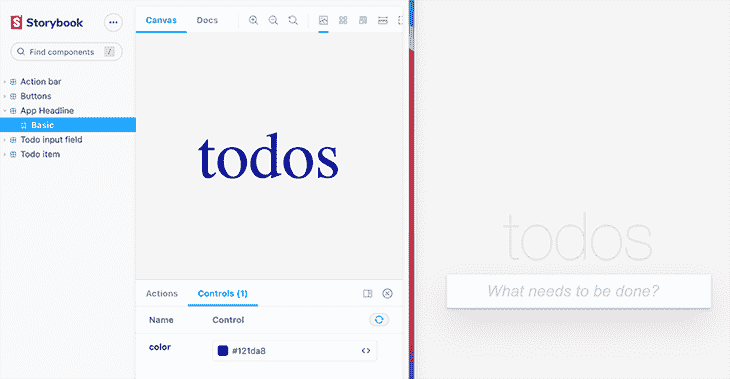 Storybook
Find components /
Action bar
Buttons
App Headline
Basic
Todo input field
Todo item
Canvas Docs
todos
Actions Controls (1)
Name Control
color #121da8
todos
What needs to be done?